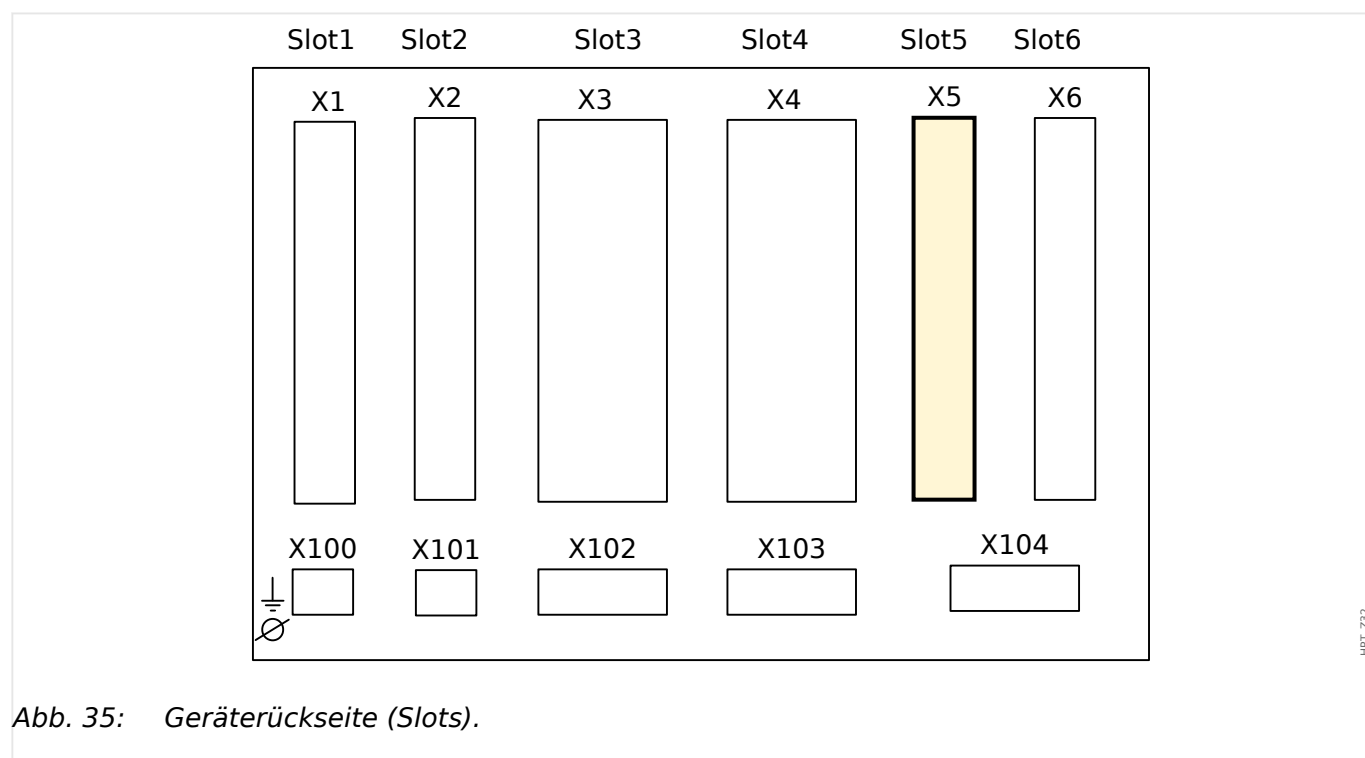 Slot1 Slot2 Slot3 Slot4 Slot5 Slot6
X1 X2 X3 X4 X5 X6
X100 X101 X102 X103 X104
Abb. 35: Geräterückseite (Slots).